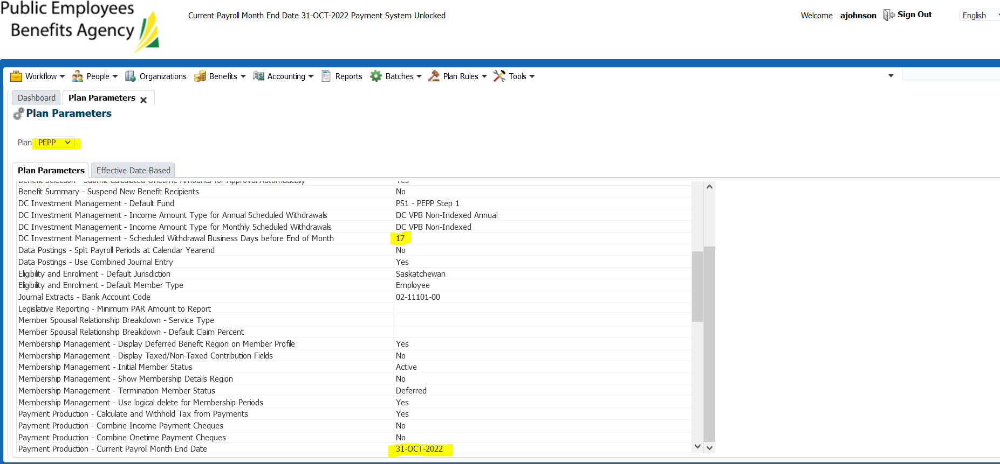 Public Employees
Benefits Agency
Current Payroll Month End Date 31-OCT-2022 Payment System Unlocked
Welcome ajohnson Sign Out English
Workflow People Organizations Benefits Accounting Reports Batches Plan Rules Tools
Dashboard Plan Parameters
Plan Parameters
Plan PEPP
Plan Parameters Effective Date-Based
Benefit Selection - Submit Calculated Onetime Amounts for Approval Automatically Yes
Benefit Summary - Suspend New Benefit Recipients No
DC Investment Management - Default Fund PS1 - PEPP Step 1
DC Investment Management - Income Amount Type for Annual Scheduled Withdrawals DC VPB Non-Indexed Annual
DC Investment Management - Income Amount Type for Monthly Scheduled Withdrawals DC VPB Non-Indexed
DC Investment Management - Scheduled Withdrawal Business Days before End of Month 17
Data Postings - Split Payroll Periods at Calendar Yearend No
Data Postings - Use Combined Journal Entry Yes
Eligibility and Enrolment - Default Jurisdiction Saskatchewan
Eligibility and Enrolment - Default Member Type Employee
Journal Extracts - Bank Account Code 02-11101-00
Legislative Reporting - Minimum PAR Amount to Report
Member Spousal Relationship Breakdown - Service Type
Member Spousal Relationship Breakdown - Default Claim Percent
Membership Management - Display Deferred Benefit Region on Member Profile Yes
Membership Management - Display Taxed/Non-Taxed Contribution Fields No
Membership Management - Initial Member Status Active
Membership Management - Show Membership Details Region No
Membership Management - Termination Member Status Deferred
Membership Management - Use logical delete for Membership Periods Yes
Payment Production - Calculate and Withhold Tax from Payments Yes
Payment Production - Combine Income Payment Cheques No
Payment Production - Combine Onetime Payment Cheques No
Payment Production - Current Payroll Month End Date 31-OCT-2022